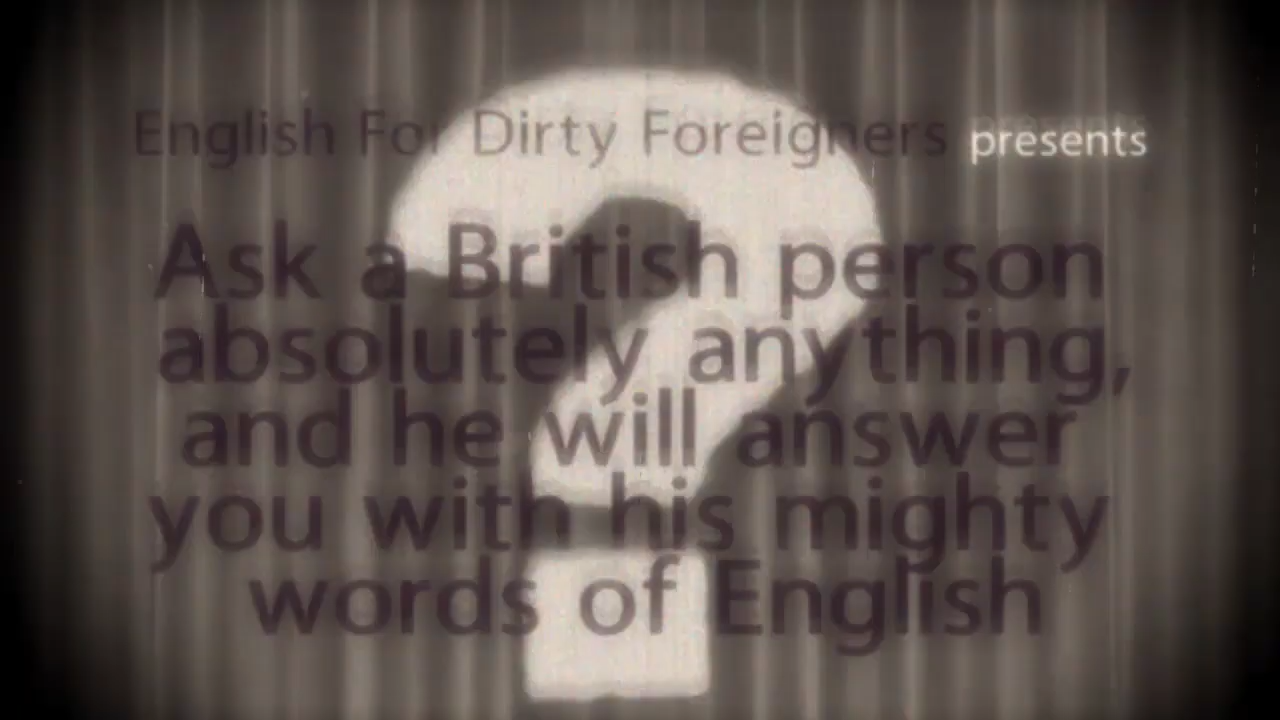 English For Dirty Foreigners presents
Ask a British person
absolutely anything,
and he will answer
you with his mighty
words of English